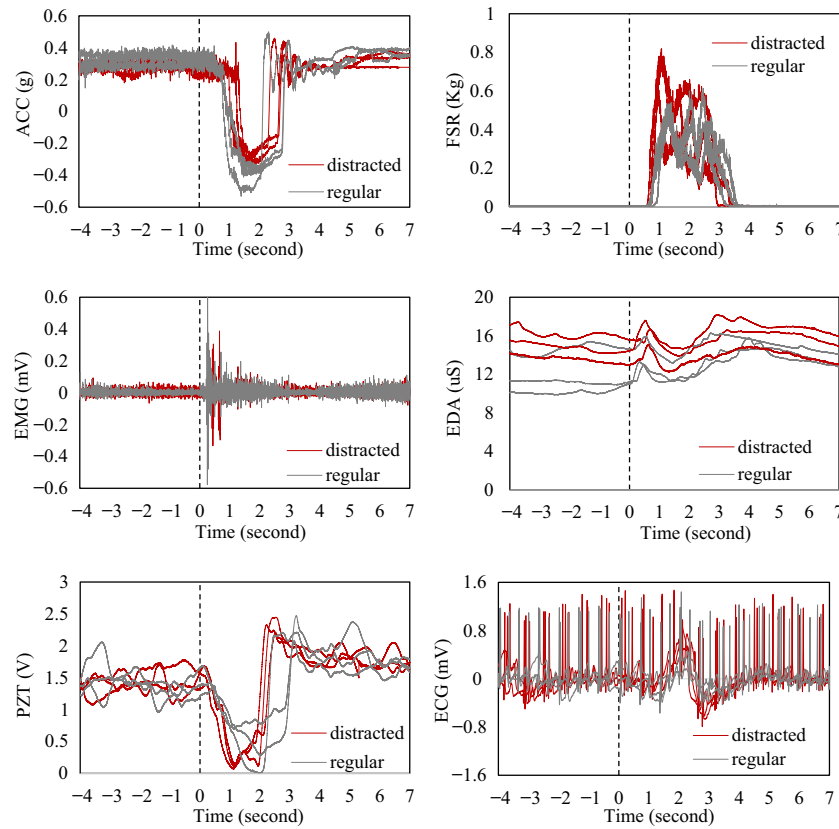 0.6
0.4
0.2
0
−0.2
−0.4
−0.6
ACC (g)
distracted
regular
−4 −3 −2 −1 0 1 2 3 4 5 6 7
Time (second)
1
0.8
0.6
0.4
0.2
0
FSR (Kg)
distracted
regular
−4 −3 −2 −1 0 1 2 3 4 5 6 7
Time (second)
0.6
0.4
0.2
0
−0.2
−0.4
−0.6
EMG (mV)
distracted
regular
−4 −3 −2 −1 0 1 2 3 4 5 6 7
Time (second)
20
16
12
8
4
0
EDA (uS)
distracted
regular
−4 −3 −2 −1 0 1 2 3 4 5 6 7
Time (second)
3
2.5
2
1.5
1
0.5
0
PZT (V)
distracted
regular
−4 −3 −2 −1 0 1 2 3 4 5 6 7
Time (second)
1.6
0.8
0
−0.8
−1.6
ECG (mV)
distracted
regular
−4 −3 −2 −1 0 1 2 3 4 5 6 7
Time (second)